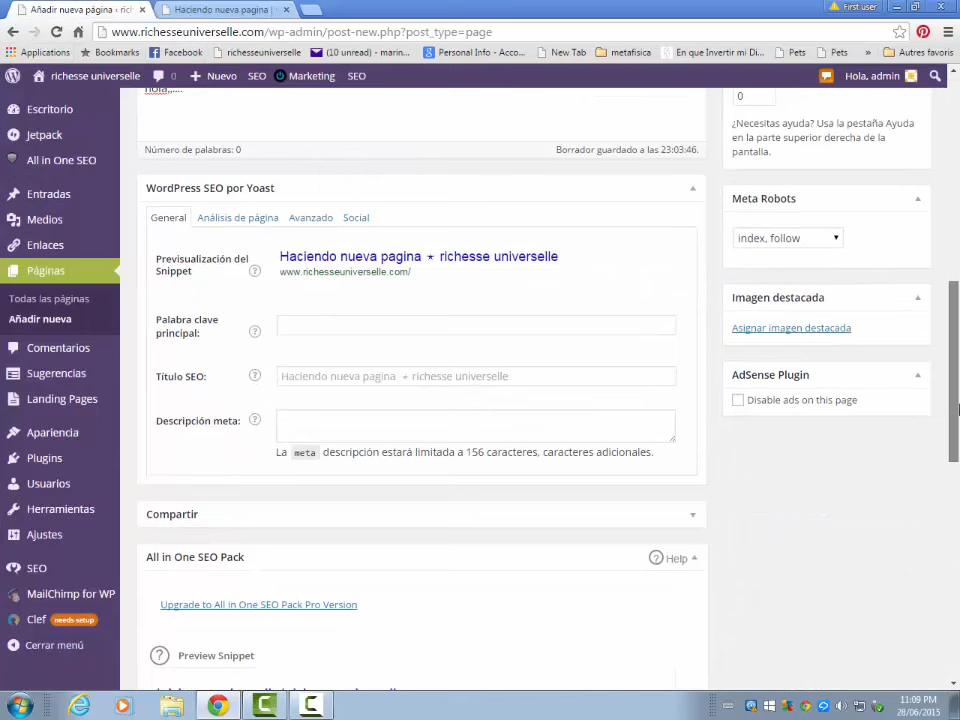 Añadir nueva página ‹ rich
Haciendo nueva pagina |
First user
www.richesseuniverselle.com/wp-admin/post-new.php?post_type=page
Applications
Bookmarks
Facebook
richesseuniverselle
(10 unread) - marin...
Personal Info - Acco...
New Tab
metafisica
En que Invertir mi Di...
Pets
Pets
»
Otras favoris
richesse universelle
0
Nuevo
SEO
Marketing
SEO
Hola, admin
Escritorio
Jetpack
All in One SEO
Entradas
Medios
Enlaces
Páginas
Todas las páginas
Añadir nueva
Comentarios
Sugerencias
Landing Pages
Apariencia
Plugins
Usuarios
Herramientas
Ajustes
SEO
MailChimp for WP
Clef needs setup
Cerrar menú
Número de palabras: 0
Borrador guardado a las 23:03:46.
WordPress SEO por Yoast
General
Análisis de página
Avanzado
Social
Previsualización del
Snippet
?
Haciendo nueva pagina ⋆ richesse universelle
www.richesseuniverselle.com/
Palabra clave
principal:
?
Título SEO:
?
Haciendo nueva pagina ⋆ richesse universelle
Descripción meta:
?
La meta descripción estará limitada a 156 caracteres, caracteres adicionales.
Compartir
All in One SEO Pack
? Help
Upgrade to All in One SEO Pack Pro Version
? Preview Snippet
0
¿Necesitas ayuda? Usa la pestaña Ayuda
en la parte superior derecha de la
pantalla.
Meta Robots
index, follow
Imagen destacada
Asignar imagen destacada
AdSense Plugin
Disable ads on this page
11:09 PM
28/06/2015